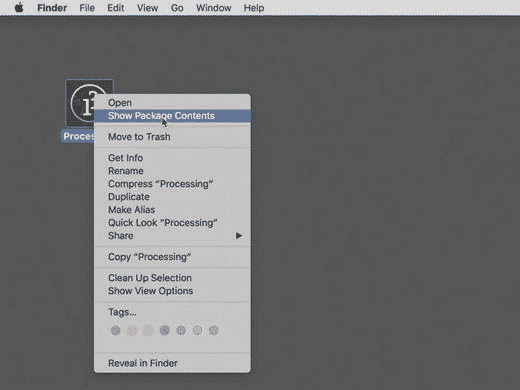 Finder File Edit View Go Window Help
Open
Show Package Contents
Proces
Move to Trash
Get Info
Rename
Compress “Processing”
Duplicate
Make Alias
Quick Look “Processing”
Share
Copy “Processing”
Clean Up Selection
Show View Options
Tags...
Reveal in Finder